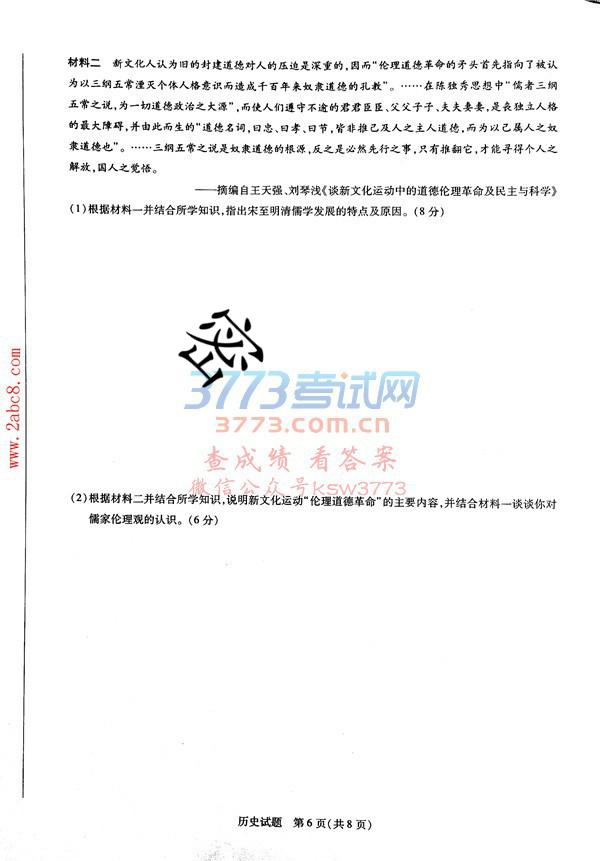 材料二 新文化人认为旧的封建道德对人的压迫是深重的,因而“伦理道德革命的矛头首先指向了被认
为以三纲五常湮灭个体人格意识而造成千百年来奴隶道德的孔教”。……在陈独秀思想中“儒者三纲
五常之说,为一切道德政治之大源”,而使人们遵守不逾的君君臣臣、父父子子、夫夫妻妻,是丧独立人格
的最大障碍,并由此而生的“道德名词,曰忠、曰孝、曰节,皆非推己及人之主人道德,而为以己属人之奴
隶道德也”。……三纲五常之说是奴隶道德的根源,反之是必然先行之事,只有推翻它,才能寻得个人之
解放,国人之觉悟。
——摘编自王天强、刘琴浅《谈新文化运动中的道德伦理革命及民主与科学》
(1)根据材料一并结合所学知识,指出宋至明清儒学发展的特点及原因。(8分)
密
3773考试网
3773.com.cn
查成绩 看答案
微信公众号Ksw3773
www.2abc8.com
(2)根据材料二并结合所学知识,说明新文化运动“伦理道德革命”的主要内容,并结合材料一谈谈你对
儒家伦理观的认识。(6分)
历史试题 第6页(共8页)